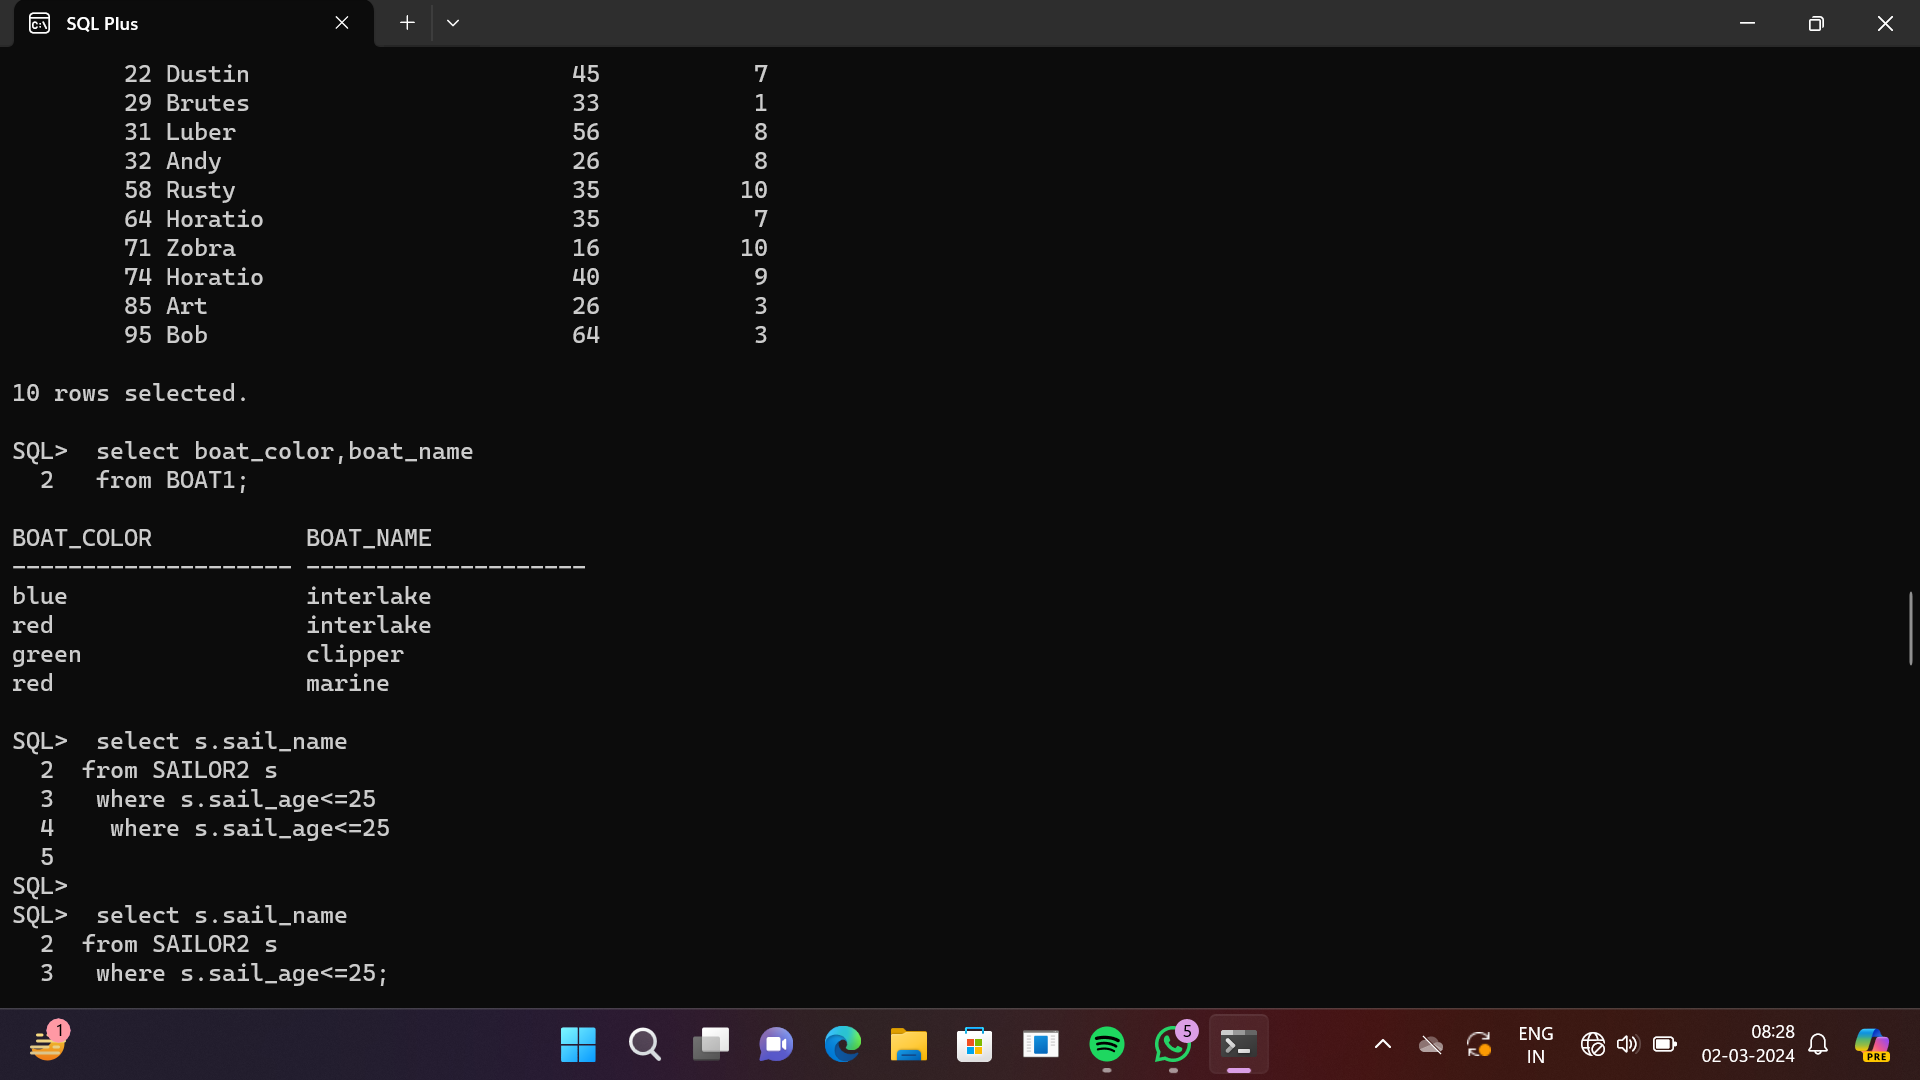 SQL Plus
22 Dustin 45 7
29 Brutes 33 1
31 Luber 56 8
32 Andy 26 8
58 Rusty 35 10
64 Horatio 35 7
71 Zobra 16 10
74 Horatio 40 9
85 Art 26 3
95 Bob 64 3
10 rows selected.
SQL>  select boat_color,boat_name
  2   from BOAT1;
BOAT_COLOR           BOAT_NAME
-------------------- --------------------
blue                 interlake
red                  interlake
green                clipper
red                  marine
SQL>  select s.sail_name
  2  from SAILOR2 s
  3   where s.sail_age<=25
  4    where s.sail_age<=25
  5
SQL>
SQL>  select s.sail_name
  2  from SAILOR2 s
  3   where s.sail_age<=25;
1
5
ENG
IN
08:28
02-03-2024
PRE